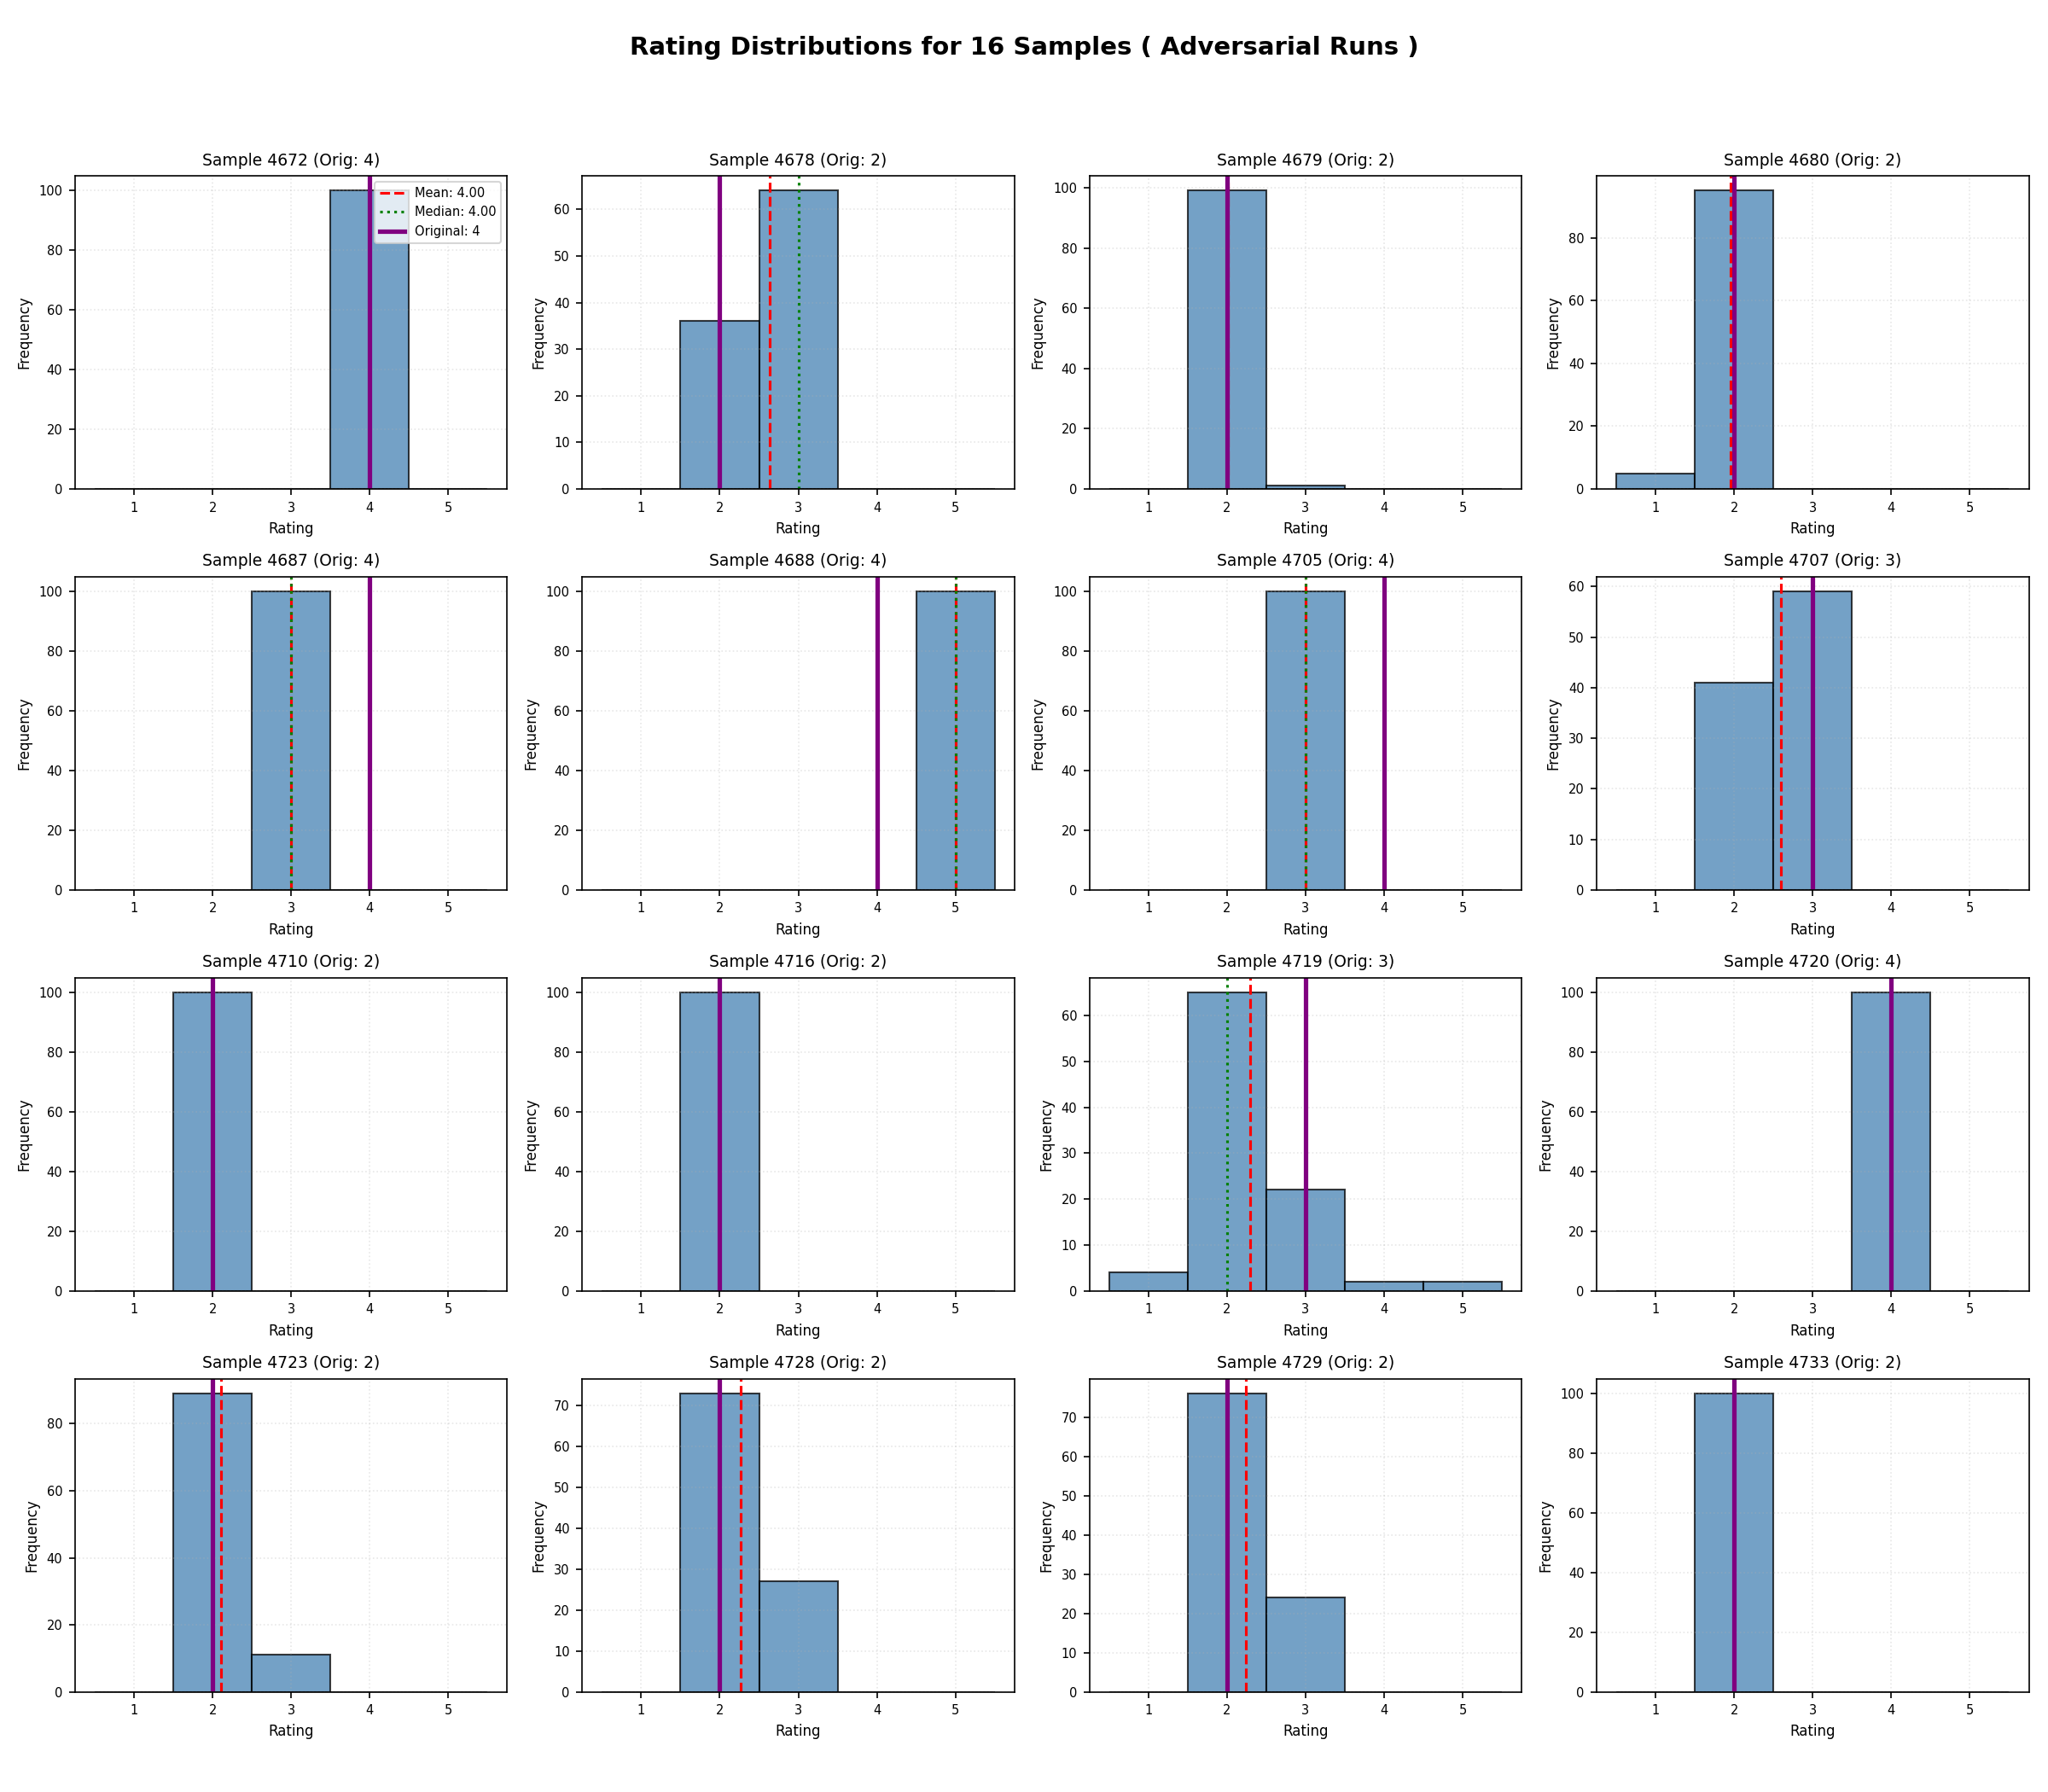 Rating Distributions for 16 Samples ( Adversarial Runs )
Sample 4672 (Orig: 4)
Mean: 4.00
Median: 4.00
Original: 4
Frequency
100
80
60
40
20
0
1 2 3 4 5
Rating
Sample 4678 (Orig: 2)
Frequency
60
50
40
30
20
10
0
1 2 3 4 5
Rating
Sample 4679 (Orig: 2)
Frequency
100
80
60
40
20
0
1 2 3 4 5
Rating
Sample 4680 (Orig: 2)
Frequency
80
60
40
20
0
1 2 3 4 5
Rating
Sample 4687 (Orig: 4)
Frequency
100
80
60
40
20
0
1 2 3 4 5
Rating
Sample 4688 (Orig: 4)
Frequency
100
80
60
40
20
0
1 2 3 4 5
Rating
Sample 4705 (Orig: 4)
Frequency
100
80
60
40
20
0
1 2 3 4 5
Rating
Sample 4707 (Orig: 3)
Frequency
60
50
40
30
20
10
0
1 2 3 4 5
Rating
Sample 4710 (Orig: 2)
Frequency
100
80
60
40
20
0
1 2 3 4 5
Rating
Sample 4716 (Orig: 2)
Frequency
100
80
60
40
20
0
1 2 3 4 5
Rating
Sample 4719 (Orig: 3)
Frequency
60
50
40
30
20
10
0
1 2 3 4 5
Rating
Sample 4720 (Orig: 4)
Frequency
100
80
60
40
20
0
1 2 3 4 5
Rating
Sample 4723 (Orig: 2)
Frequency
80
60
40
20
0
1 2 3 4 5
Rating
Sample 4728 (Orig: 2)
Frequency
70
60
50
40
30
20
10
0
1 2 3 4 5
Rating
Sample 4729 (Orig: 2)
Frequency
70
60
50
40
30
20
10
0
1 2 3 4 5
Rating
Sample 4733 (Orig: 2)
Frequency
100
80
60
40
20
0
1 2 3 4 5
Rating